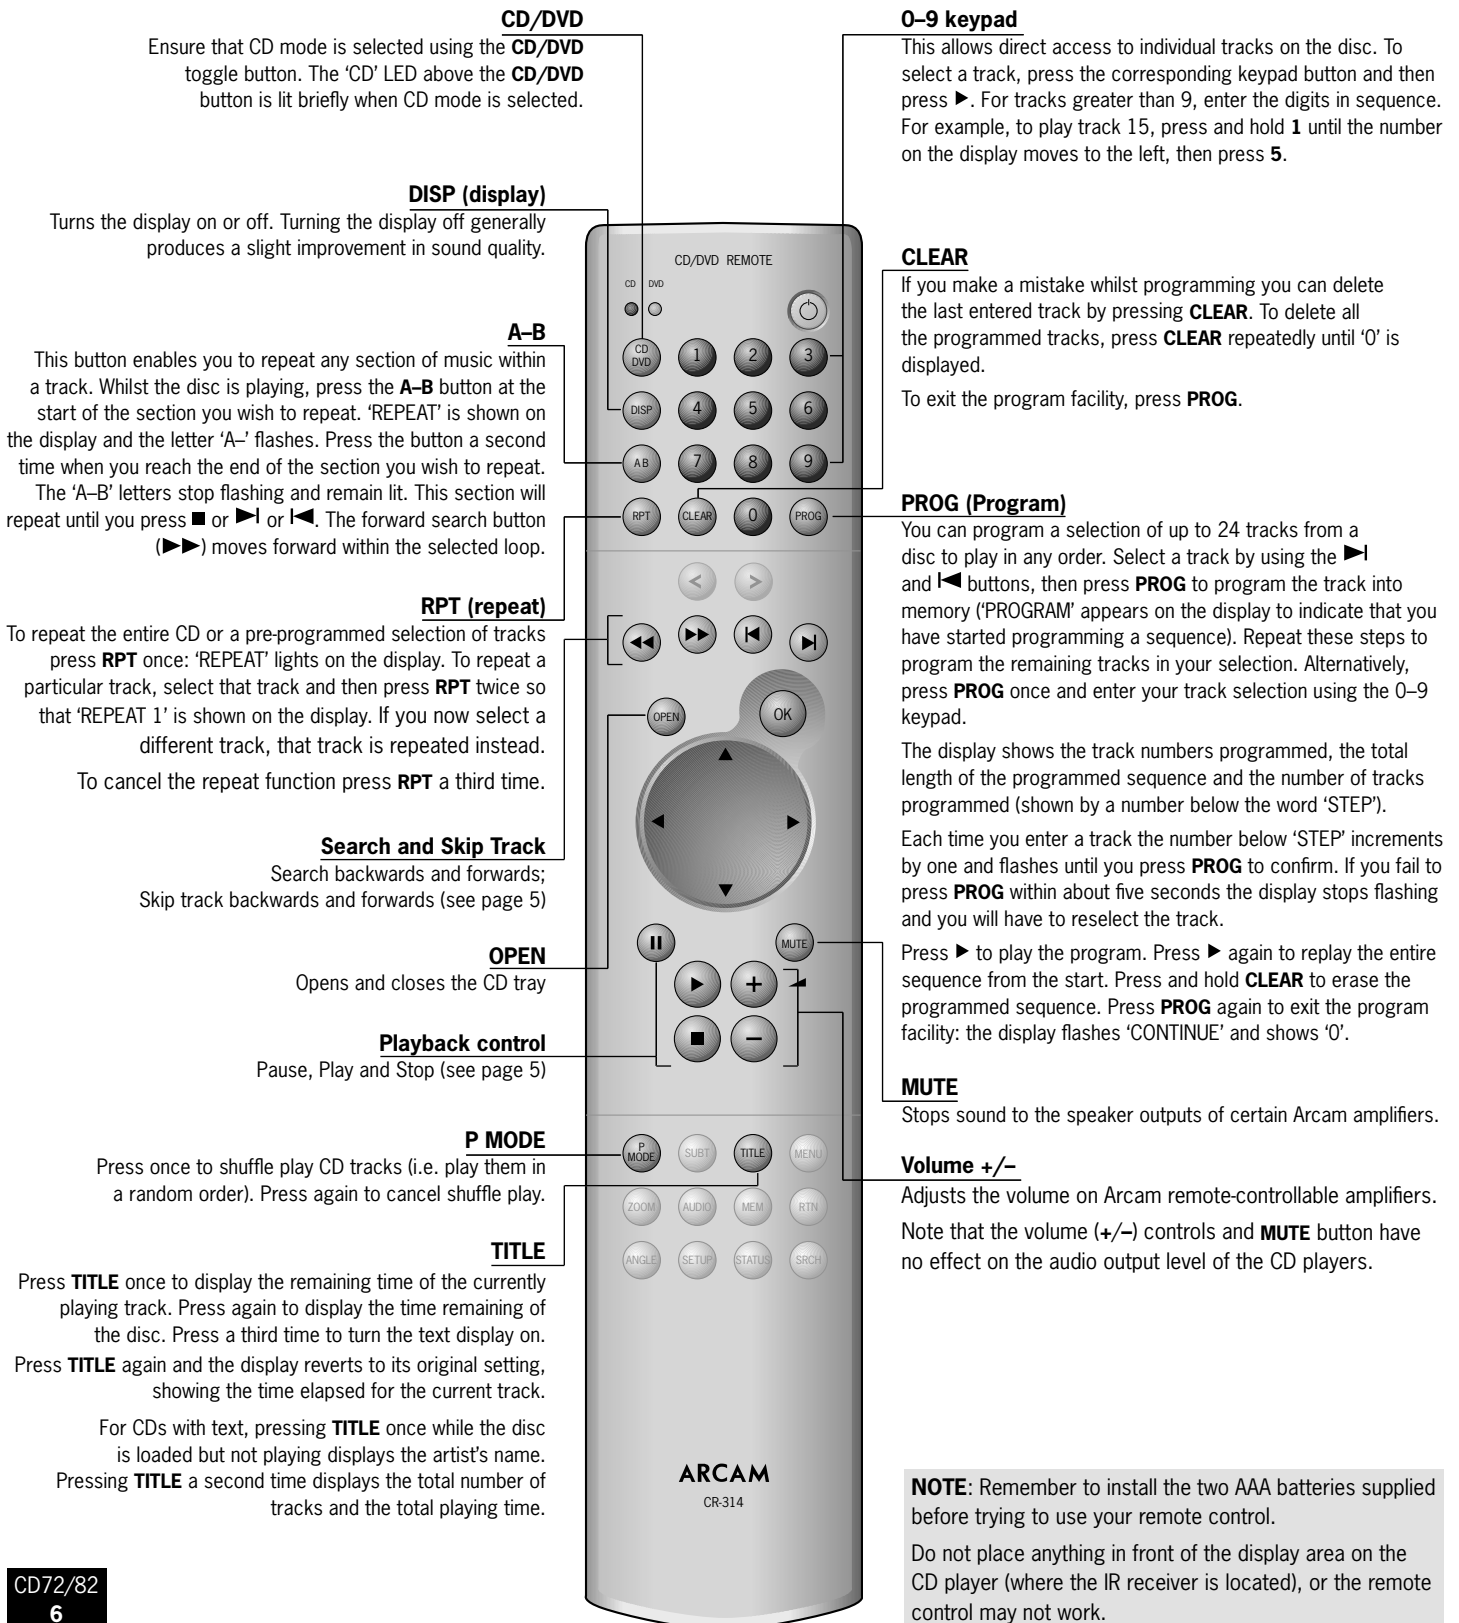 CD/DVD
Ensure that CD mode is selected using the CD/DVD
toggle button. The ‘CD’ LED above the CD/DVD
button is lit briefly when CD mode is selected.
DISP (display)
Turns the display on or off. Turning the display off generally
produces a slight improvement in sound quality.
A–B
This button enables you to repeat any section of music within
a track. Whilst the disc is playing, press the A–B button at the
start of the section you wish to repeat. ‘REPEAT’ is shown on
the display and the letter ‘A–’ flashes. Press the button a second
time when you reach the end of the section you wish to repeat.
The ‘A–B’ letters stop flashing and remain lit. This section will
repeat until you press ■ or ▶| or |◀. The forward search button
(▶▶) moves forward within the selected loop.
RPT (repeat)
To repeat the entire CD or a pre-programmed selection of tracks
press RPT once: ‘REPEAT’ lights on the display. To repeat a
particular track, select that track and then press RPT twice so
that ‘REPEAT 1’ is shown on the display. If you now select a
different track, that track is repeated instead.
To cancel the repeat function press RPT a third time.
Search and Skip Track
Search backwards and forwards;
Skip track backwards and forwards (see page 5)
OPEN
Opens and closes the CD tray
Playback control
Pause, Play and Stop (see page 5)
P MODE
Press once to shuffle play CD tracks (i.e. play them in
a random order). Press again to cancel shuffle play.
TITLE
Press TITLE once to display the remaining time of the currently
playing track. Press again to display the time remaining of
the disc. Press a third time to turn the text display on.
Press TITLE again and the display reverts to its original setting,
showing the time elapsed for the current track.
For CDs with text, pressing TITLE once while the disc
is loaded but not playing displays the artist’s name.
Pressing TITLE a second time displays the total number of
tracks and the total playing time.
CD72/82
6
CD/DVD REMOTE
CD DVD
CD
DVD
1 2 3
DISP 4 5 6
A B 7 8 9
RPT CLEAR 0 PROG
< >
◀◀ ▶▶ |◀ ▶|
OPEN OK
▲
◀ ▶
▼
MUTE
▶ +
■ –
P
MODE SUBT TITLE MENU
ZOOM AUDIO MEM RTN
ANGLE SETUP STATUS SRCH
ARCAM
CR-314
0–9 keypad
This allows direct access to individual tracks on the disc. To
select a track, press the corresponding keypad button and then
press ▶. For tracks greater than 9, enter the digits in sequence.
For example, to play track 15, press and hold 1 until the number
on the display moves to the left, then press 5.
CLEAR
If you make a mistake whilst programming you can delete
the last entered track by pressing CLEAR. To delete all
the programmed tracks, press CLEAR repeatedly until ‘0’ is
displayed.
To exit the program facility, press PROG.
PROG (Program)
You can program a selection of up to 24 tracks from a
disc to play in any order. Select a track by using the ▶|
and |◀ buttons, then press PROG to program the track into
memory (‘PROGRAM’ appears on the display to indicate that you
have started programming a sequence). Repeat these steps to
program the remaining tracks in your selection. Alternatively,
press PROG once and enter your track selection using the 0–9
keypad.
The display shows the track numbers programmed, the total
length of the programmed sequence and the number of tracks
programmed (shown by a number below the word ‘STEP’).
Each time you enter a track the number below ‘STEP’ increments
by one and flashes until you press PROG to confirm. If you fail to
press PROG within about five seconds the display stops flashing
and you will have to reselect the track.
Press ▶ to play the program. Press ▶ again to replay the entire
sequence from the start. Press and hold CLEAR to erase the
programmed sequence. Press PROG again to exit the program
facility: the display flashes ‘CONTINUE’ and shows ‘0’.
MUTE
Stops sound to the speaker outputs of certain Arcam amplifiers.
Volume +/–
Adjusts the volume on Arcam remote-controllable amplifiers.
Note that the volume (+/–) controls and MUTE button have
no effect on the audio output level of the CD players.
NOTE: Remember to install the two AAA batteries supplied
before trying to use your remote control.
Do not place anything in front of the display area on the
CD player (where the IR receiver is located), or the remote
control may not work.